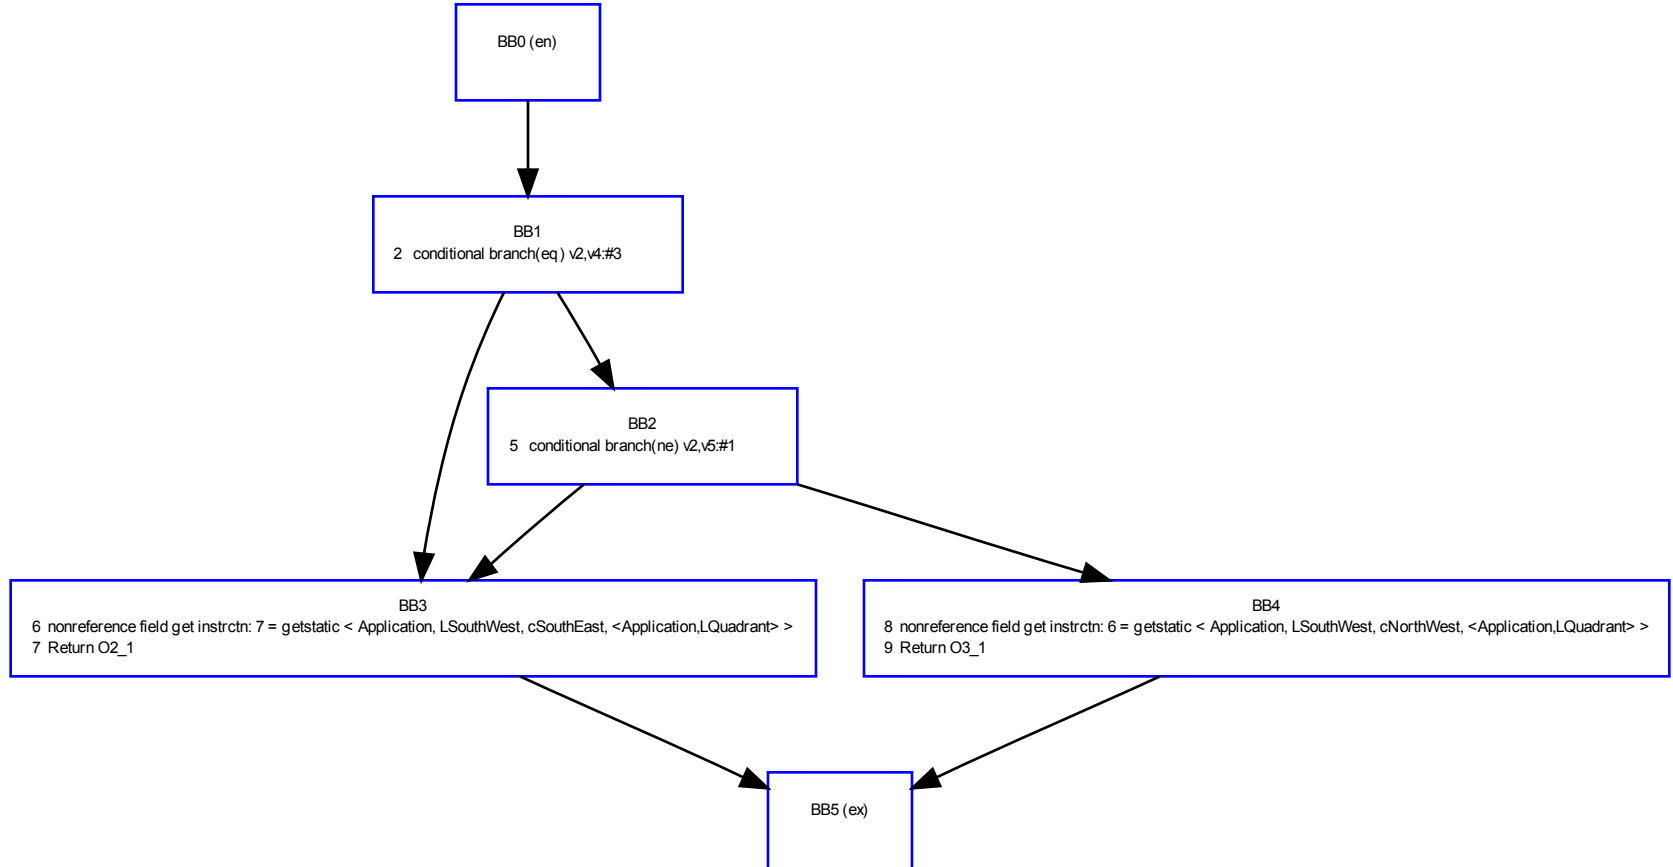 BB0 (en)
BB1
2 conditional branch(eq) v2,v4:#3
BB2
5 conditional branch(ne) v2,v5:#1
BB3
6 nonreference field get instrctn: 7 = getstatic < Application, LSouthWest, cSouthEast, <Application,LQuadrant> >
7 Return O2_1
BB4
8 nonreference field get instrctn: 6 = getstatic < Application, LSouthWest, cNorthWest, <Application,LQuadrant> >
9 Return O3_1
BB5 (ex)